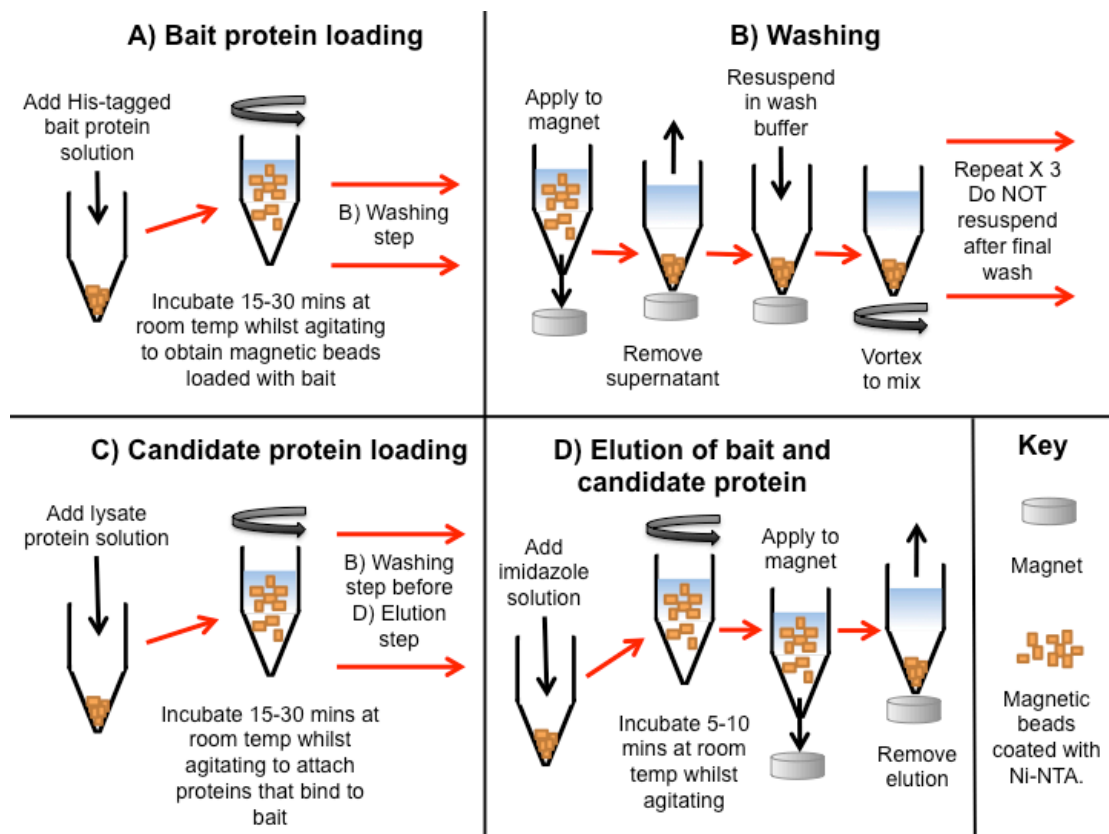 A) Bait protein loading
Add His-tagged
bait protein
solution
B) Washing
step
Incubate 15-30 mins at
room temp whilst agitating
to obtain magnetic beads
loaded with bait
B) Washing
Apply to
magnet
Remove
supernatant
Resuspend
in wash
buffer
Vortex
to mix
Repeat X 3
Do NOT
resuspend
after final
wash
C) Candidate protein loading
Add lysate
protein solution
Incubate 15-30 mins at
room temp whilst
agitating to attach
proteins that bind to
bait
B) Washing
step before
D) Elution
step
D) Elution of bait and
candidate protein
Add
imidazole
solution
Incubate 5-10
mins at room
temp whilst
agitating
Apply to
magnet
Remove
elution
Key
Magnet
Magnetic
beads
coated with
Ni-NTA.